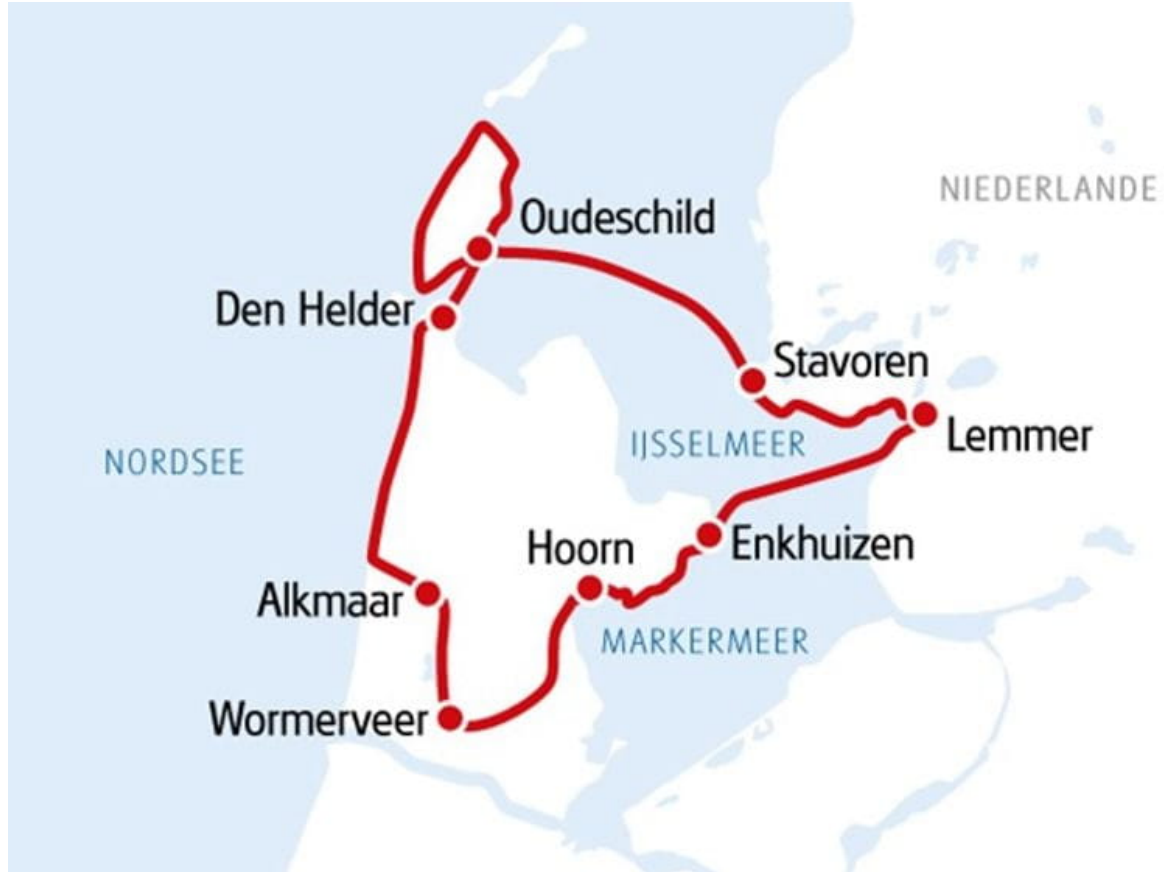 NIEDERLANDE
Oudeschild
Den Helder
Stavoren
Lemmer
IJSSELMEER
NORDSEE
Hoorn
Enkhuizen
Alkmaar
MARKERMEER
Wormerveer